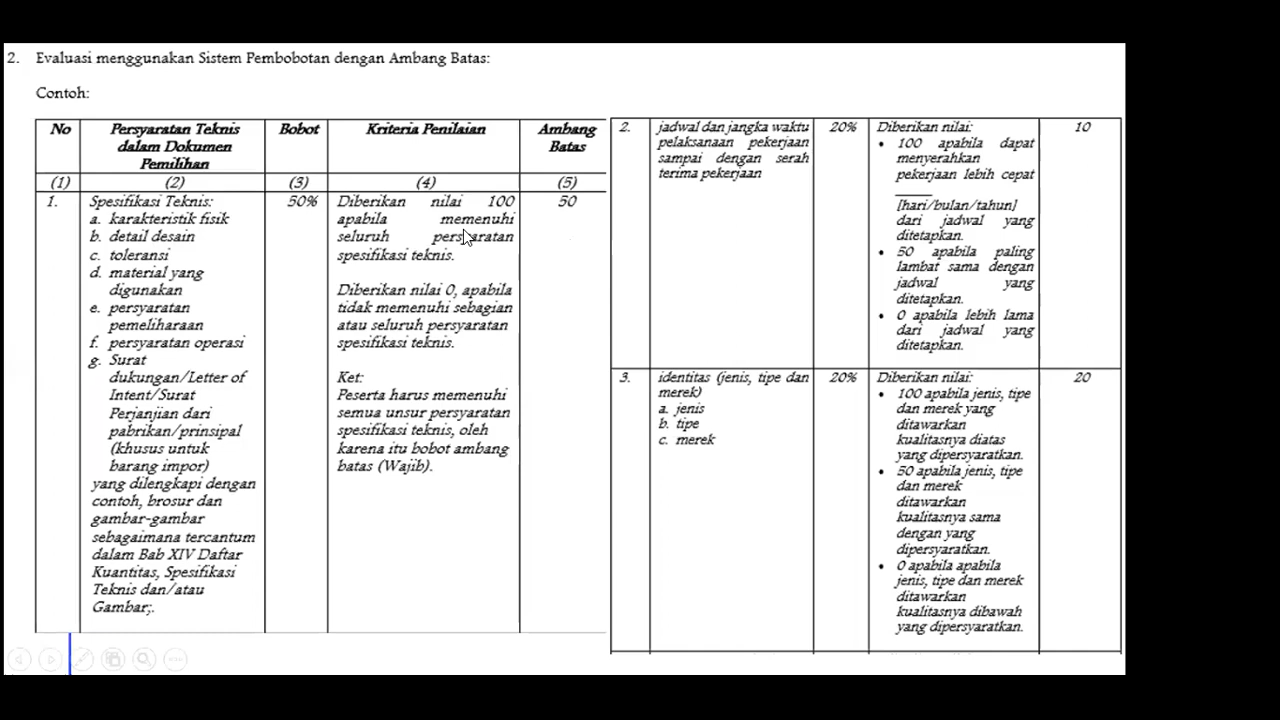 2. Evaluasi menggunakan Sistem Pembobotan dengan Ambang Batas:
Contoh:
No
Persyaratan Teknis
dalam Dokumen
Pemilihan
Bobot
Kriteria Penilaian
Ambang
Batas
(1)
(2)
(3)
(4)
(5)
1.
Spesifikasi Teknis:
a. karakteristik fisik
b. detail desain
c. toleransi
d. material yang
digunakan
e. persyaratan
pemeliharaan
f. persyaratan operasi
g. Surat
dukungan/Letter of
Intent/Surat
Perjanjian dari
pabrikan/prinsipal
(khusus untuk
barang impor)
yang dilengkapi dengan
contoh, brosur dan
gambar-gambar
sebagaimana tercantum
dalam Bab XIV Daftar
Kuantitas, Spesifikasi
Teknis dan/atau
Gambar;.
50%
Diberikan nilai 100
apabila memenuhi
seluruh persyaratan
spesifikasi teknis.
Diberikan nilai 0, apabila
tidak memenuhi sebagian
atau seluruh persyaratan
spesifikasi teknis.
Ket:
Peserta harus memenuhi
semua unsur persyaratan
spesifikasi teknis, oleh
karena itu bobot ambang
batas (Wajib).
50
2.
jadwal dan jangka waktu
pelaksanaan pekerjaan
sampai dengan serah
terima pekerjaan
20%
Diberikan nilai:
• 100 apabila dapat
menyerahkan
pekerjaan lebih cepat
_____
[hari/bulan/tahun]
dari jadwal yang
ditetapkan.
• 50 apabila paling
lambat sama dengan
jadwal yang
ditetapkan.
• 0 apabila lebih lama
dari jadwal yang
ditetapkan.
10
3.
identitas (jenis, tipe dan
merek)
a. jenis
b. tipe
c. merek
20%
Diberikan nilai:
• 100 apabila jenis, tipe
dan merek yang
ditawarkan
kualitasnya diatas
yang dipersyaratkan.
• 50 apabila jenis, tipe
dan merek
ditawarkan
kualitasnya sama
dengan yang
dipersyaratkan.
• 0 apabila apabila
jenis, tipe dan merek
ditawarkan
kualitasnya dibawah
yang dipersyaratkan.
20